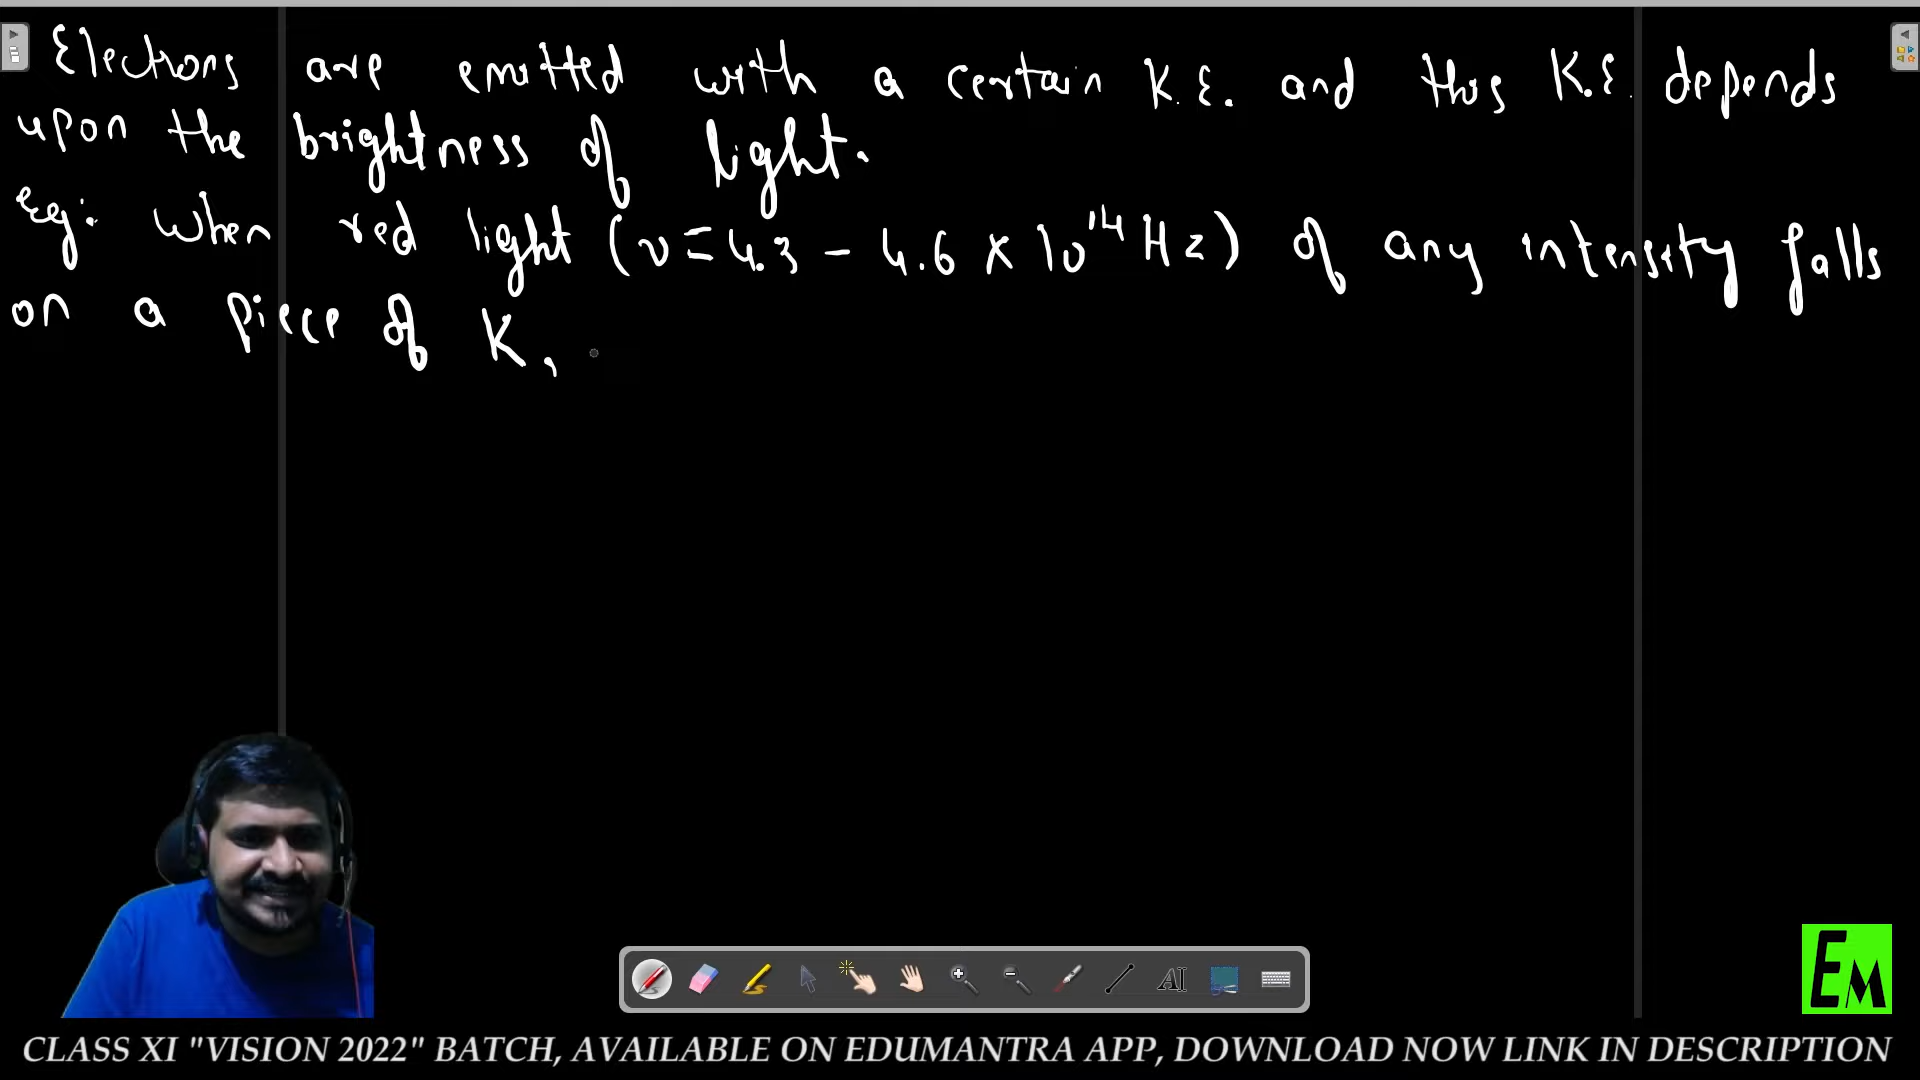 Electrons are emitted with a certain K.E. and this K.E. depends
upon the brightness of light.
Eg: When red light (ν = 4.3 - 4.6 x 10¹⁴ Hz) of any intensity falls
on a piece of K,
AI
EM
CLASS XI "VISION 2022" BATCH, AVAILABLE ON EDUMANTRA APP, DOWNLOAD NOW LINK IN DESCRIPTION